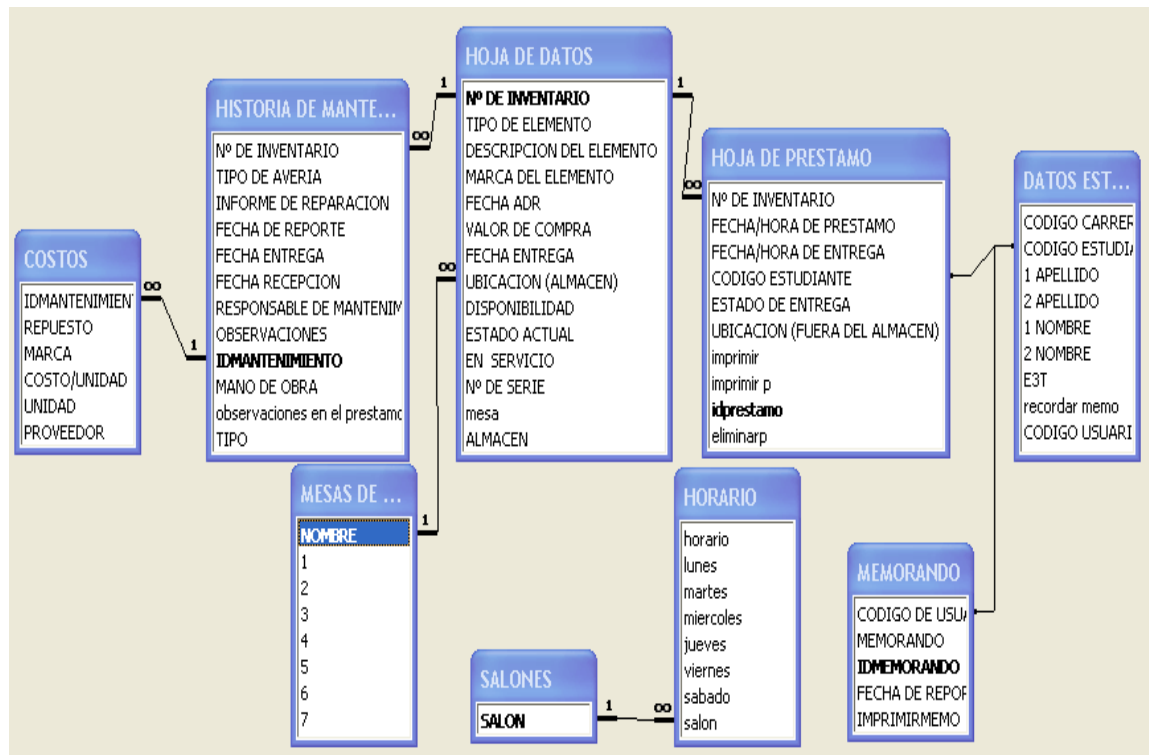 HOJA DE DATOS
Nº DE INVENTARIO
TIPO DE ELEMENTO
DESCRIPCION DEL ELEMENTO
MARCA DEL ELEMENTO
FECHA ADR
VALOR DE COMPRA
FECHA ENTREGA
UBICACION (ALMACEN)
DISPONIBILIDAD
ESTADO ACTUAL
EN SERVICIO
Nº DE SERIE
mesa
ALMACEN
HISTORIA DE MANTE...
Nº DE INVENTARIO
TIPO DE AVERIA
INFORME DE REPARACION
FECHA DE REPORTE
FECHA ENTREGA
FECHA RECEPCION
RESPONSABLE DE MANTENIM
OBSERVACIONES
IDMANTENIMIENTO
MANO DE OBRA
observaciones en el prestamo
TIPO
HOJA DE PRESTAMO
Nº DE INVENTARIO
FECHA/HORA DE PRESTAMO
FECHA/HORA DE ENTREGA
CODIGO ESTUDIANTE
ESTADO DE ENTREGA
UBICACION (FUERA DEL ALMACEN)
imprimir
imprimir p
idprestamo
eliminarp
DATOS EST...
CODIGO CARRER
CODIGO ESTUDIA
1 APELLIDO
2 APELLIDO
1 NOMBRE
2 NOMBRE
E3T
recordar memo
CODIGO USUARI
COSTOS
IDMANTENIMIENT
REPUESTO
MARCA
COSTO/UNIDAD
UNIDAD
PROVEEDOR
MESAS DE ...
NOMBRE
1
2
3
4
5
6
7
HORARIO
horario
lunes
martes
miercoles
jueves
viernes
sabado
salon
SALONES
SALON
MEMORANDO
CODIGO DE USUA
MEMORANDO
IDMEMORANDO
FECHA DE REPOR
IMPRIMIRMEMO
1
∞
1
∞
∞
1
∞
1
1
∞